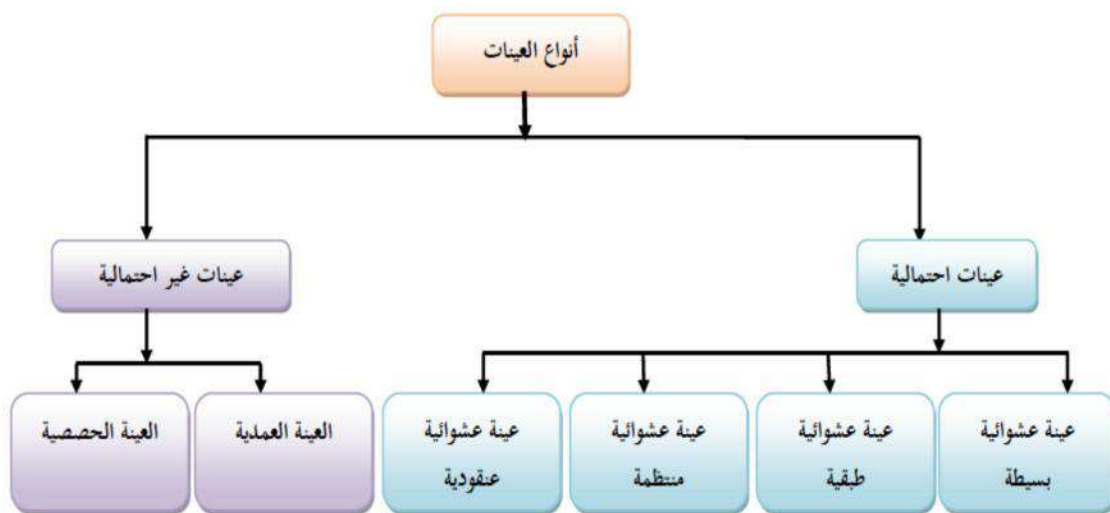 أنواع العينات
عينات احتمالية
عينات غير احتمالية
عينة عشوائية
بسيطة
عينة عشوائية
طبقية
عينة عشوائية
منتظمة
عينة عشوائية
عنقودية
العينة العمدية
العينة الحصصية